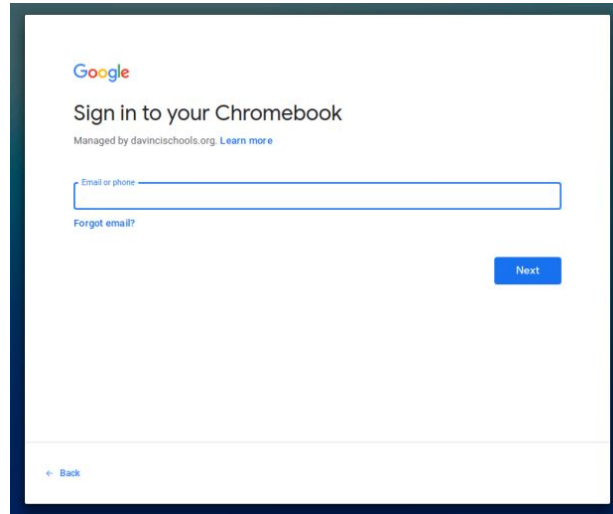 Google
Sign in to your Chromebook
Managed by davincischools.org. Learn more
Email or phone
Forgot email?
Next
← Back